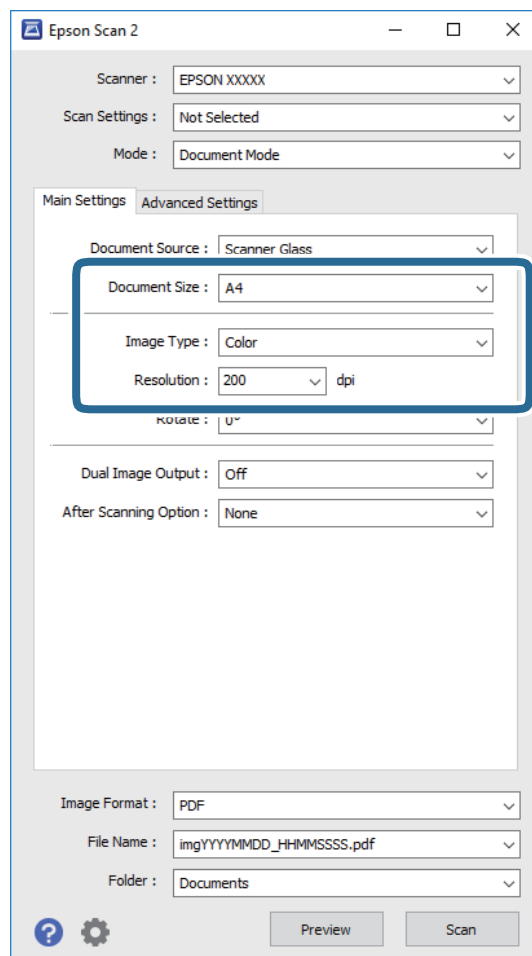 Epson Scan 2
Scanner : EPSON XXXXX
Scan Settings : Not Selected
Mode : Document Mode
Main Settings Advanced Settings
Document Source : Scanner Glass
Document Size : A4
Image Type : Color
Resolution : 200 dpi
Rotate : 0°
Dual Image Output : Off
After Scanning Option : None
Image Format : PDF
File Name : imgYYYYMMDD_HHMMSSSS.pdf
Folder : Documents
? Preview Scan